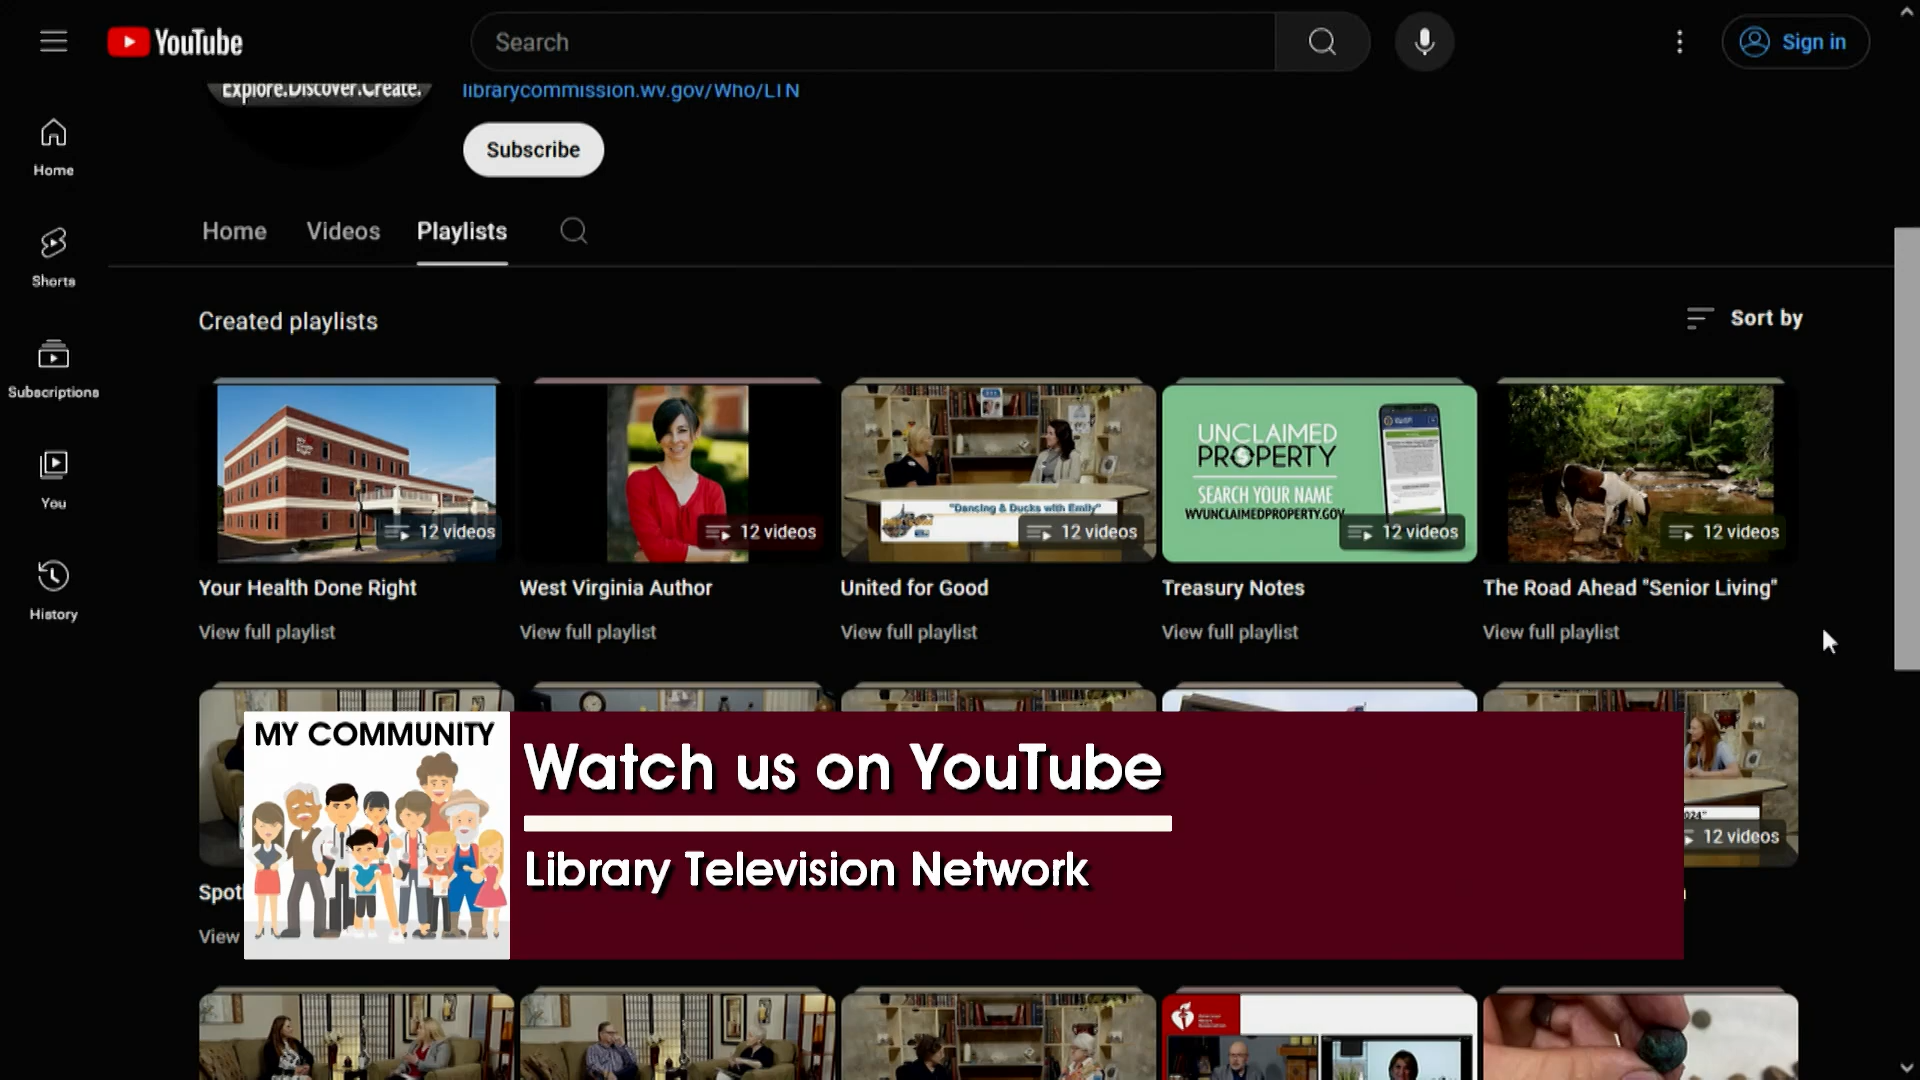 YouTube
Search
Sign in
Explore.Discover.Create.
librarycommission.wv.gov/Who/LTN
Subscribe
Home
Shorts
Subscriptions
You
History
Home
Videos
Playlists
Created playlists
Sort by
12 videos
12 videos
"Dancing & Ducks with Emily"
12 videos
UNCLAIMED
PROPERTY
SEARCH YOUR NAME
WVUNCLAIMEDPROPERTY.GOV
12 videos
12 videos
Your Health Done Right
West Virginia Author
United for Good
Treasury Notes
The Road Ahead "Senior Living"
View full playlist
View full playlist
View full playlist
View full playlist
View full playlist
MY COMMUNITY
Watch us on YouTube
Library Television Network
12 videos
View